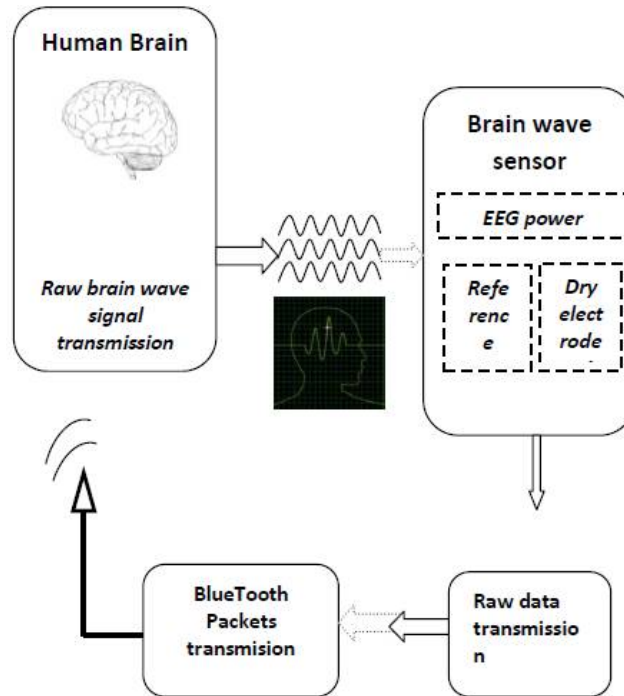 Human Brain
Raw brain wave
signal
transmission
Brain wave
sensor
EEG power
Refe
renc
e
Dry
elect
rode
BlueTooth
Packets
transmision
Raw data
transmissio
n